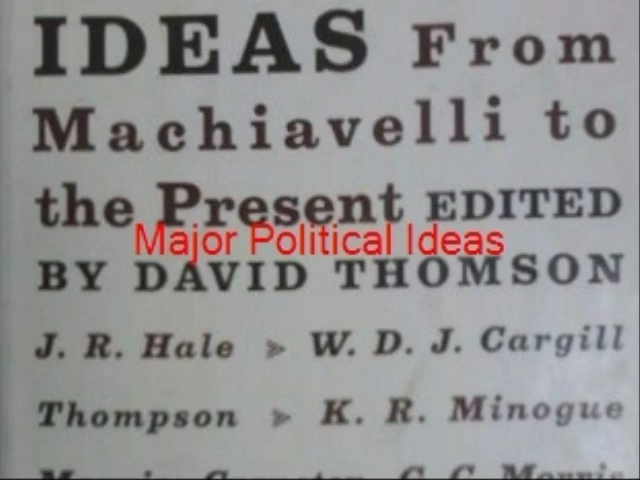 IDEAS From
Machiavelli to
the Present EDITED
Major Political Ideas
BY DAVID THOMSON
J. R. Hale ➢ W. D. J. Cargill
Thompson ➢ K. R. Minogue